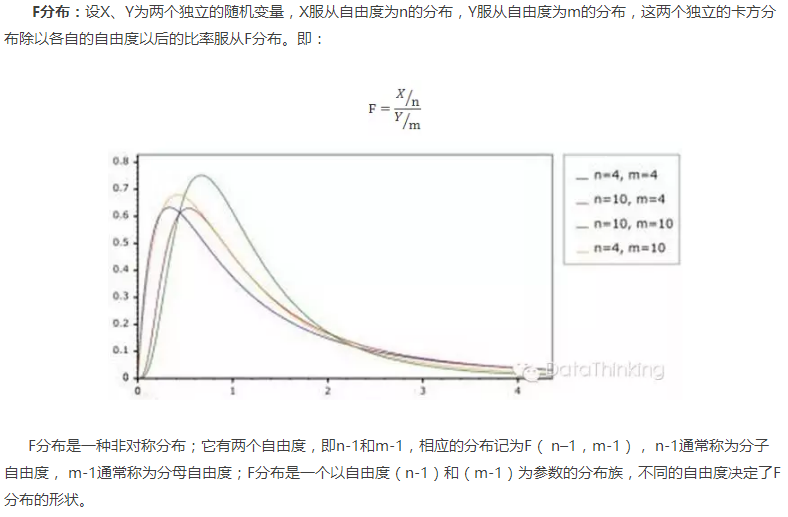 F分布：设X、Y为两个独立的随机变量，X服从自由度为n的分布，Y服从自由度为m的分布，这两个独立的卡方分
布除以各自的自由度以后的比率服从F分布。即：
F = X/n / Y/m
0.8
0.7
0.6
0.5
0.4
0.3
0.2
0.1
0
0 1 2 3 4
n=4, m=4
n=10, m=4
n=10, m=10
n=4, m=10
DataThinking
F分布是一种非对称分布；它有两个自由度，即n-1和m-1，相应的分布记为F（ n–1，m-1）， n-1通常称为分子
自由度， m-1通常称为分母自由度；F分布是一个以自由度（n-1）和（m-1）为参数的分布族，不同的自由度决定了F
分布的形状。